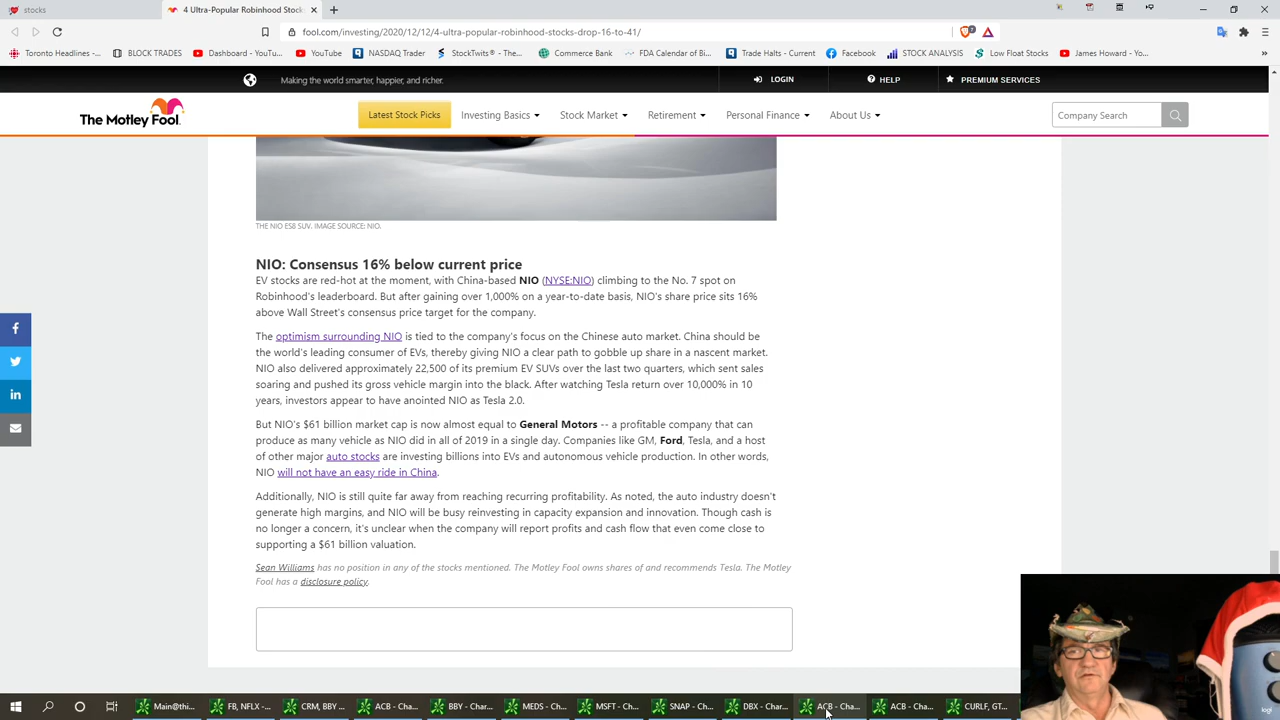 stocks
4 Ultra-Popular Robinhood Stock
fool.com/investing/2020/12/12/4-ultra-popular-robinhood-stocks-drop-16-to-41/
Toronto Headlines -... BLOCK TRADES Dashboard - YouTu... YouTube NASDAQ Trader StockTwits® - The... Commerce Bank FDA Calendar of Bi... Trade Halts - Current Facebook STOCK ANALYSIS Low Float Stocks James Howard - Yo...
Making the world smarter, happier, and richer. LOGIN HELP PREMIUM SERVICES
The Motley Fool. Latest Stock Picks Investing Basics Stock Market Retirement Personal Finance About Us Company Search
THE NIO ES8 SUV. IMAGE SOURCE: NIO.
NIO: Consensus 16% below current price
EV stocks are red-hot at the moment, with China-based NIO (NYSE:NIO) climbing to the No. 7 spot on
Robinhood's leaderboard. But after gaining over 1,000% on a year-to-date basis, NIO's share price sits 16%
above Wall Street's consensus price target for the company.
The optimism surrounding NIO is tied to the company's focus on the Chinese auto market. China should be
the world's leading consumer of EVs, thereby giving NIO a clear path to gobble up share in a nascent market.
NIO also delivered approximately 22,500 of its premium EV SUVs over the last two quarters, which sent sales
soaring and pushed its gross vehicle margin into the black. After watching Tesla return over 10,000% in 10
years, investors appear to have anointed NIO as Tesla 2.0.
But NIO's $61 billion market cap is now almost equal to General Motors -- a profitable company that can
produce as many vehicle as NIO did in all of 2019 in a single day. Companies like GM, Ford, Tesla, and a host
of other major auto stocks are investing billions into EVs and autonomous vehicle production. In other words,
NIO will not have an easy ride in China.
Additionally, NIO is still quite far away from reaching recurring profitability. As noted, the auto industry doesn't
generate high margins, and NIO will be busy reinvesting in capacity expansion and innovation. Though cash is
no longer a concern, it's unclear when the company will report profits and cash flow that even come close to
supporting a $61 billion valuation.
Sean Williams has no position in any of the stocks mentioned. The Motley Fool owns shares of and recommends Tesla. The Motley
Fool has a disclosure policy.
Main@thi... FB, NFLX -... CRM, BBY ... ACB - Cha... BBY - Char... MEDS - Ch... MSFT - Cha... SNAP - Ch... DBX - Char... ACB - Cha... ACB - Cha... CURLF, GT...
logi